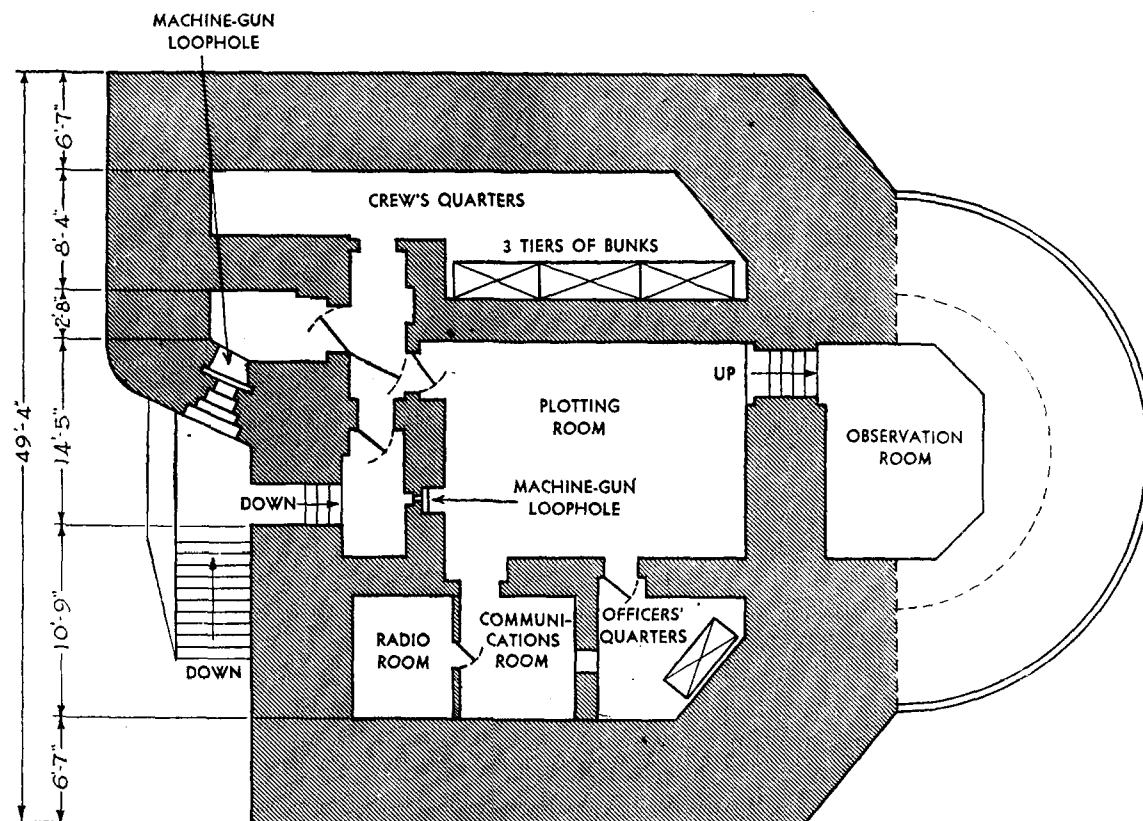 MACHINE-GUN
LOOPHOLE
6'-7"
CREW'S QUARTERS
8'-4"
3 TIERS OF BUNKS
2'-8"
UP
PLOTTING
ROOM
OBSERVATION
ROOM
49'-4"
14'-5"
MACHINE-GUN
LOOPHOLE
DOWN
10'-9"
OFFICERS'
QUARTERS
COMMUNI-
CATIONS
ROOM
RADIO
ROOM
DOWN
6'-7"